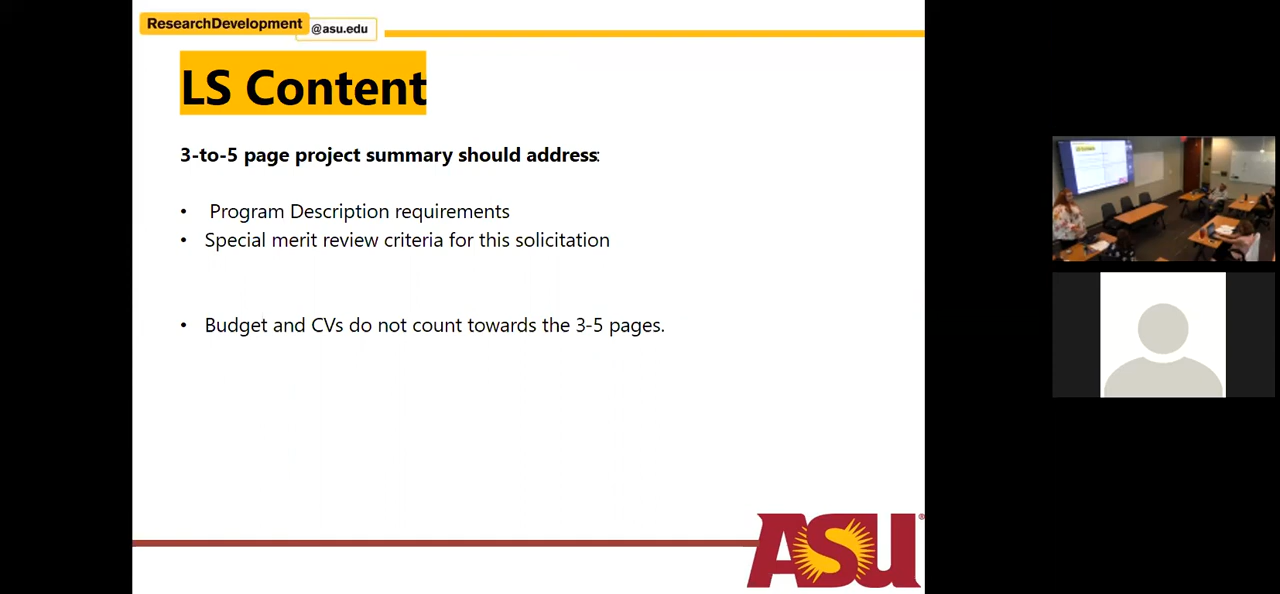 ResearchDevelopment
@asu.edu
LS Content
3-to-5 page project summary should address:
• Program Description requirements
• Special merit review criteria for this solicitation
• Budget and CVs do not count towards the 3-5 pages.
ASU®